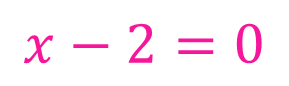 x − 2 = 0